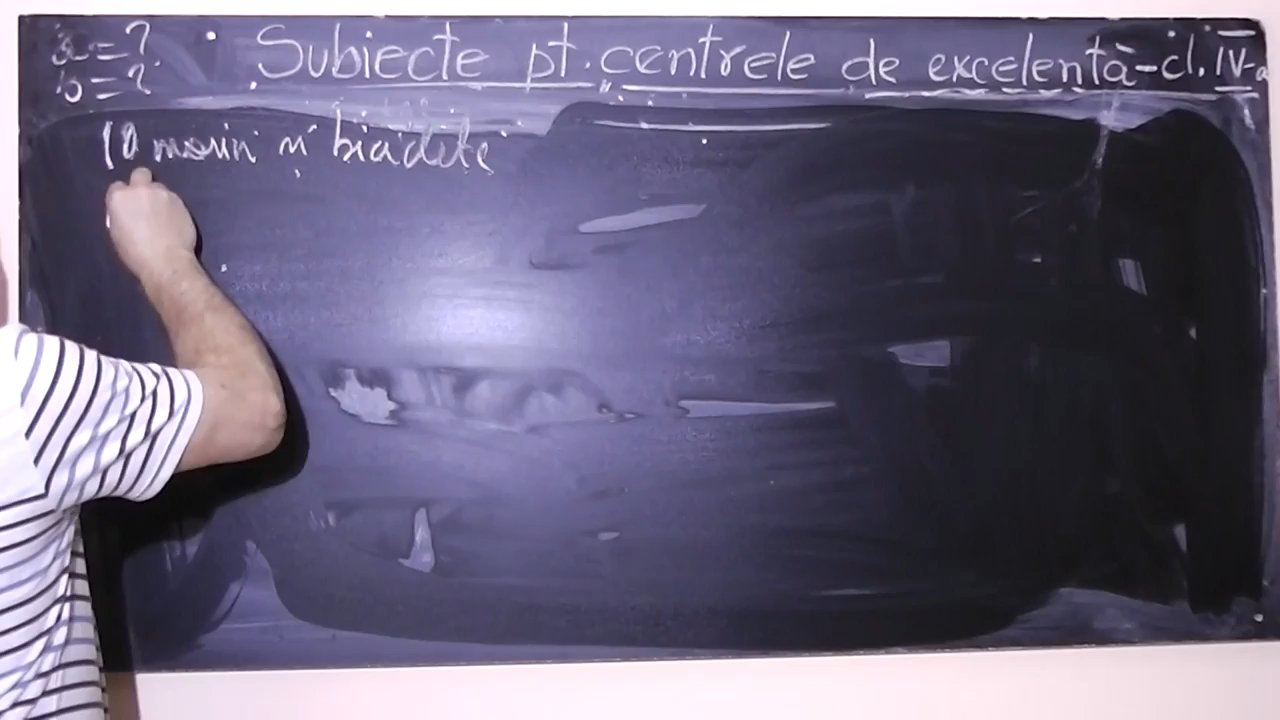 a=?
b=?
Subiecte pt. centrele de excelență-cl. IV-a
10 mașini și biciclete